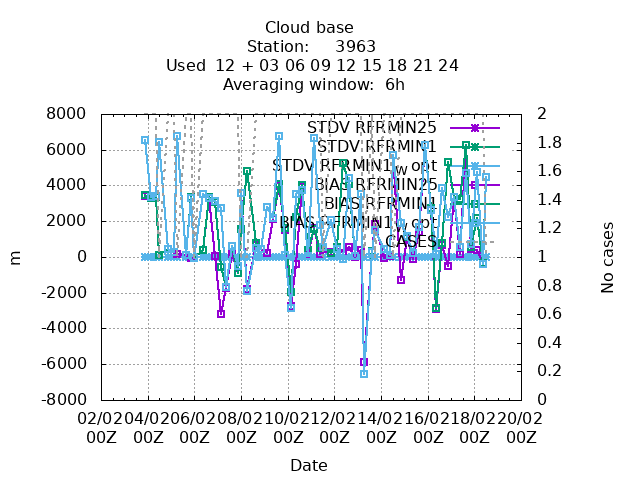 Cloud base
Station:     3963
Used  12 + 03 06 09 12 15 18 21 24
Averaging window:  6h
STDV RFRMIN25
STDV RFRMIN1
STDV RFRMIN1_w_opt
BIAS RFRMIN25
BIAS RFRMIN1
BIAS RFRMIN1_w_opt
CASES
8000
6000
4000
2000
0
-2000
-4000
-6000
-8000
m
2
1.8
1.6
1.4
1.2
1
0.8
0.6
0.4
0.2
0
No cases
02/02 04/02 06/02 08/02 10/02 12/02 14/02 16/02 18/02 20/02
00Z 00Z 00Z 00Z 00Z 00Z 00Z 00Z 00Z 00Z
Date